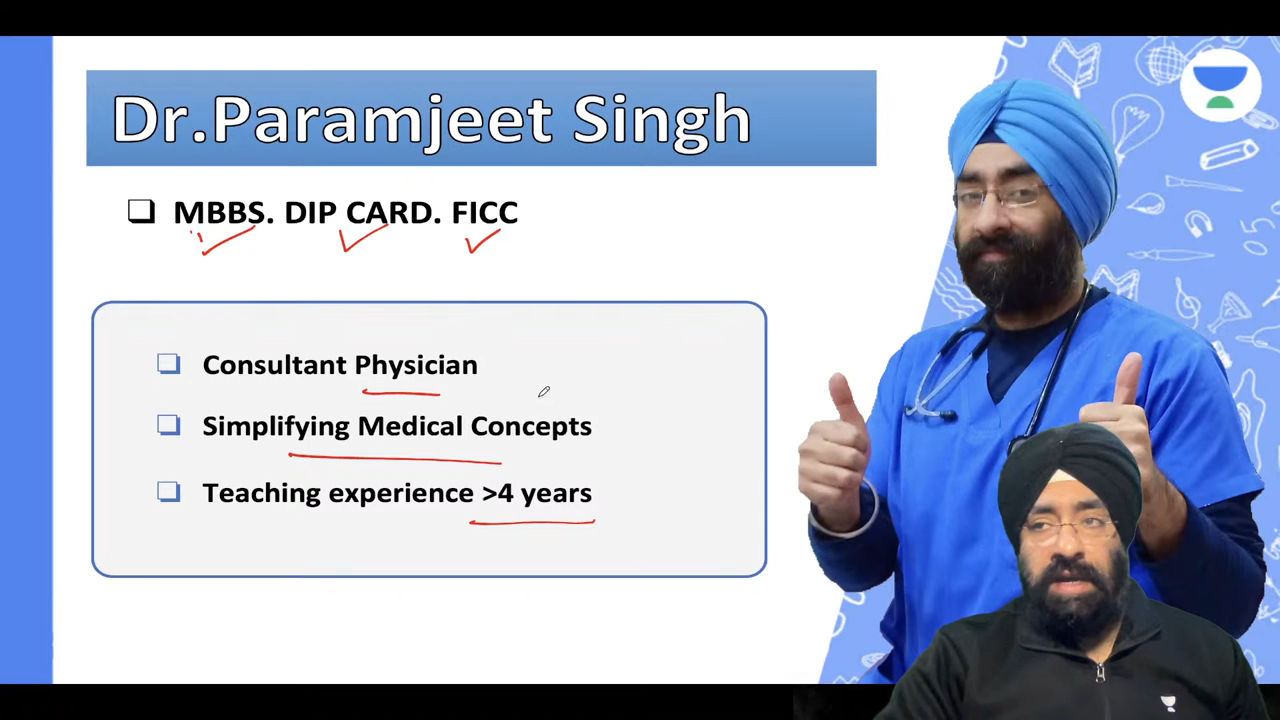 Dr.Paramjeet Singh
MBBS. DIP CARD. FICC
Consultant Physician
Simplifying Medical Concepts
Teaching experience >4 years